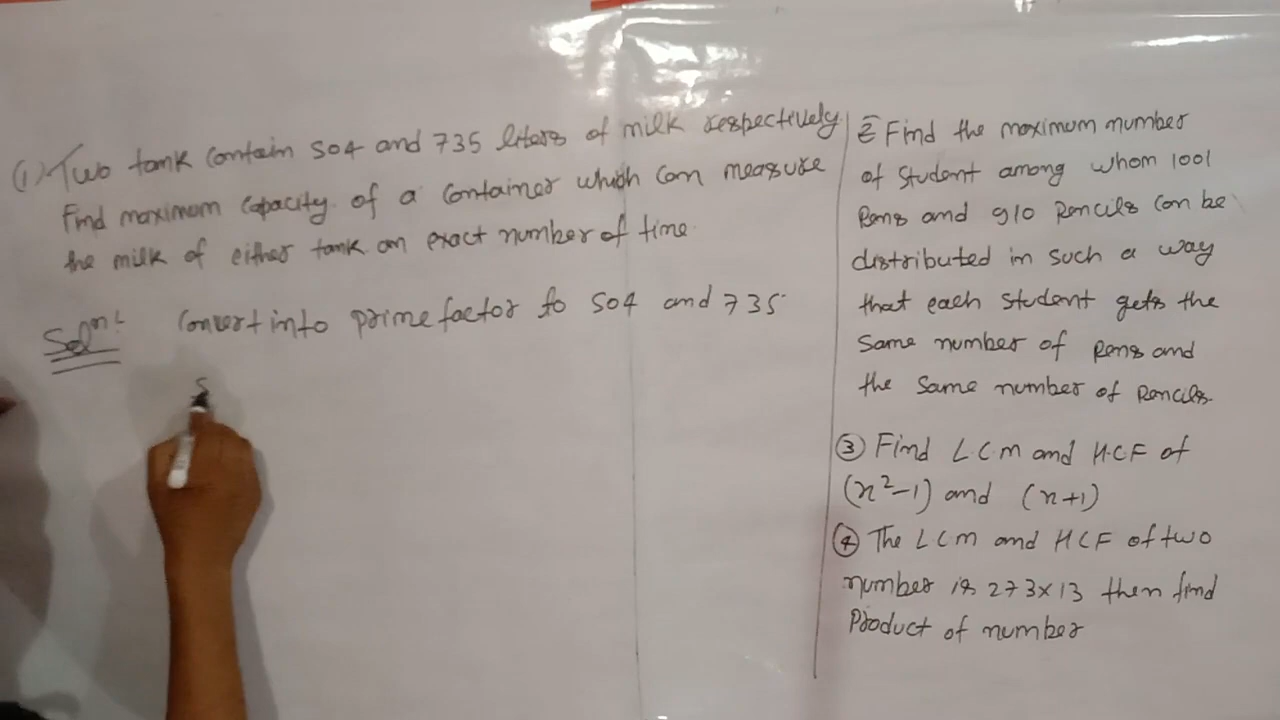 (1) Two tank contain 504 and 735 liters of milk respectively
Find maximum capacity of a container which can measure
the milk of either tank an exact number of time
Solⁿ: Convert into prime factor to 504 and 735
5
2 Find the maximum number
of student among whom 1001
Pens and 910 Pencils can be
distributed in such a way
that each student gets the
same number of pens and
the same number of Pencils.
③ Find L.C.M and H.C.F of
(x²-1) and (x+1)
④ The LCM and HCF of two
number is 273x13 then find
Product of number